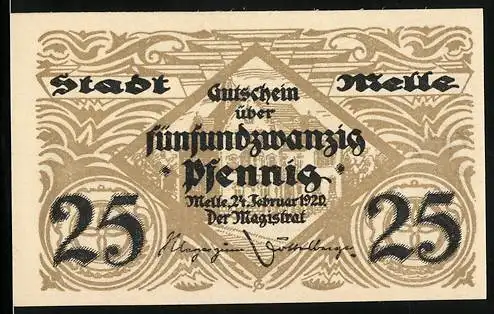 Stadt Melle
Gutschein
über
fünfundzwanzig
Pfennig
Melle, 24. Februar 1920
Der Magistrat
25 25